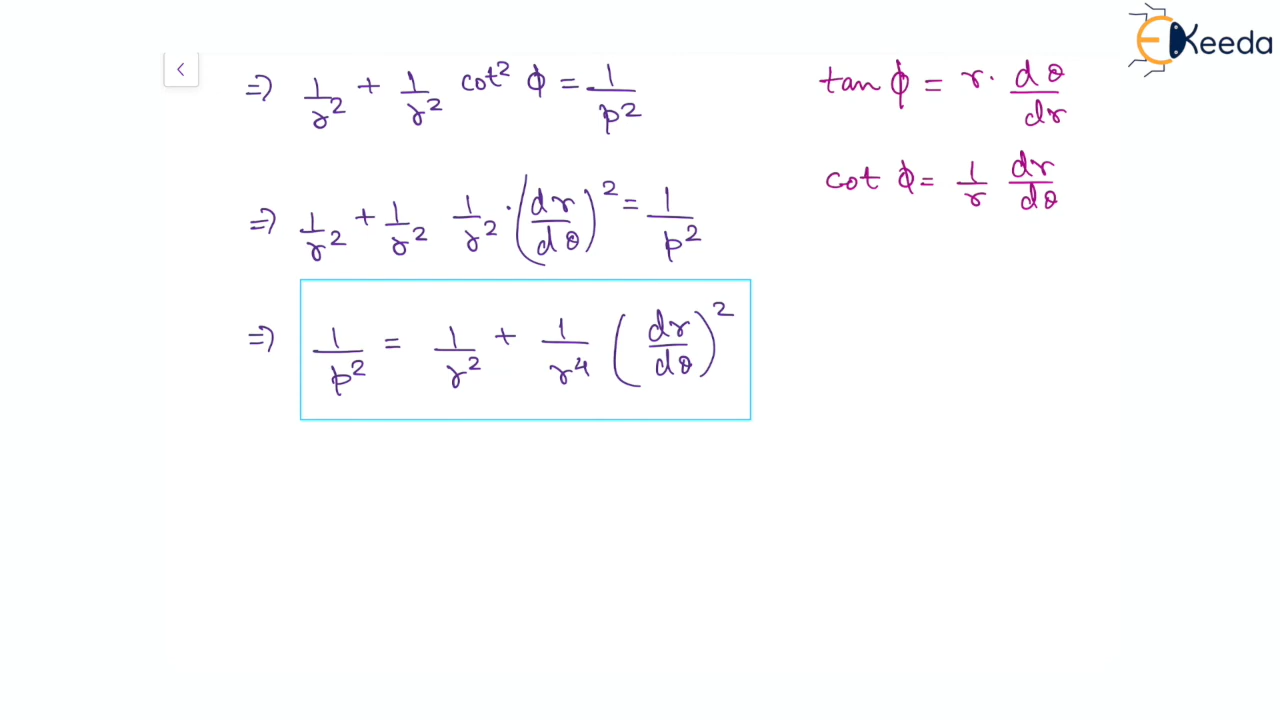 EKeeda
⇒ 1/r² + 1/r² cot² ϕ = 1/p²
tan ϕ = r. dθ/dr
cot ϕ = 1/r dr/dθ
⇒ 1/r² + 1/r² 1/r² · (dr/dθ)² = 1/p²
⇒ 1/p² = 1/r² + 1/r⁴ (dr/dθ)²